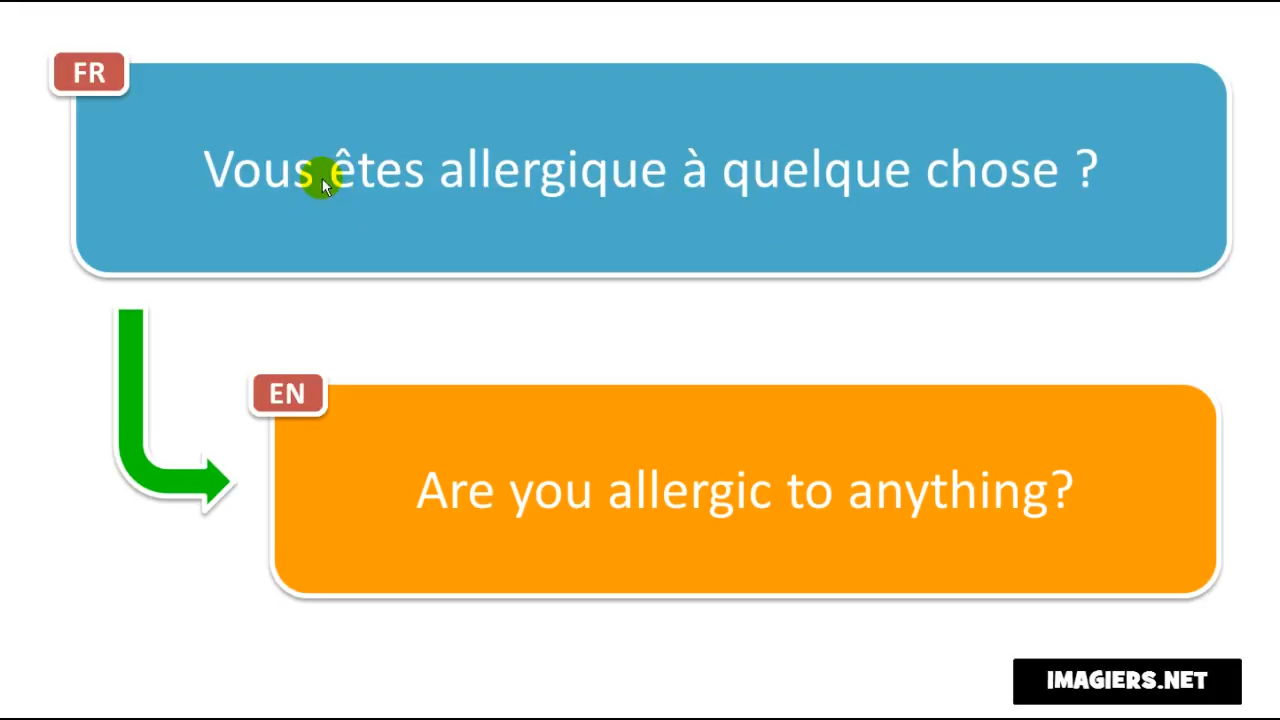 FR
Vous êtes allergique à quelque chose ?
EN
Are you allergic to anything?
IMAGIERS.NET